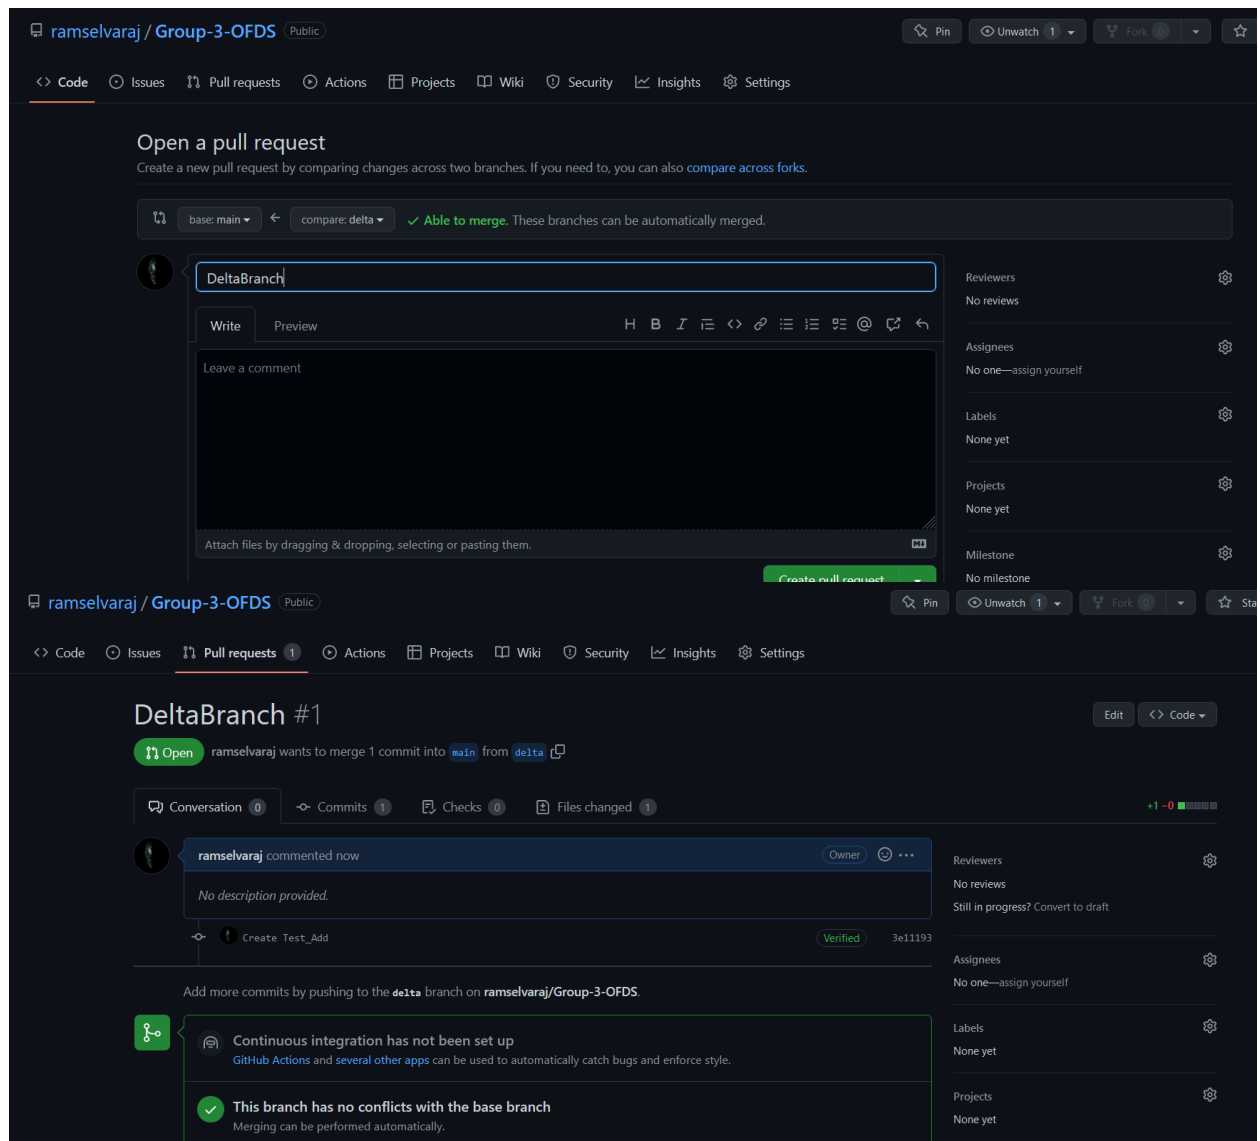 ramselvaraj / Group-3-OFDS Public Pin Unwatch 1 Fork 0
Code Issues Pull requests Actions Projects Wiki Security Insights Settings
Open a pull request
Create a new pull request by comparing changes across two branches. If you need to, you can also compare across forks.
base: main compare: delta Able to merge. These branches can be automatically merged.
DeltaBranch
Write Preview
Leave a comment
Attach files by dragging & dropping, selecting or pasting them.
Create pull request
Reviewers
No reviews
Assignees
No one—assign yourself
Labels
None yet
Projects
None yet
Milestone
No milestone
ramselvaraj / Group-3-OFDS Public Pin Unwatch 1 Fork 0 Sta
Code Issues Pull requests 1 Actions Projects Wiki Security Insights Settings
DeltaBranch #1 Edit <> Code
Open ramselvaraj wants to merge 1 commit into main from delta
Conversation 0 Commits 1 Checks 0 Files changed 1 +1 −0
ramselvaraj commented now Owner
No description provided.
Create Test_Add Verified 3e11193
Add more commits by pushing to the delta branch on ramselvaraj/Group-3-OFDS.
Continuous integration has not been set up
GitHub Actions and several other apps can be used to automatically catch bugs and enforce style.
This branch has no conflicts with the base branch
Merging can be performed automatically.
Reviewers
No reviews
Still in progress? Convert to draft
Assignees
No one—assign yourself
Labels
None yet
Projects
None yet